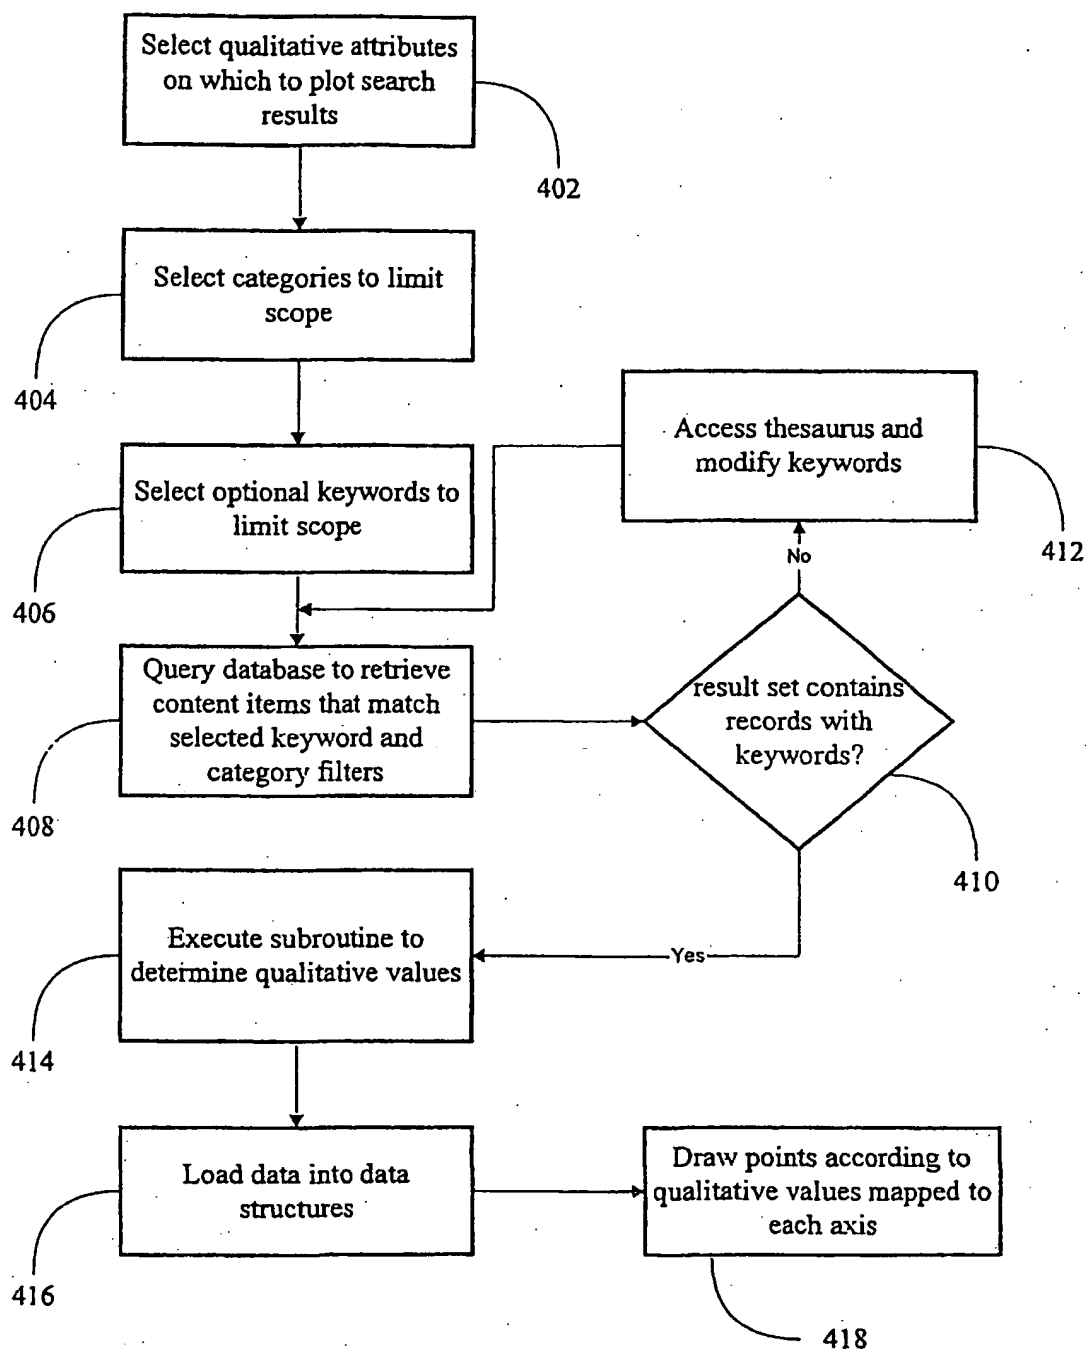 Select qualitative attributes
on which to plot search
results
402
Select categories to limit
scope
404
Access thesaurus and
modify keywords
412
Select optional keywords to
limit scope
406
No
Query database to retrieve
content items that match
selected keyword and
category filters
408
result set contains
records with
keywords?
410
Execute subroutine to
determine qualitative values
414
Yes
Load data into data
structures
416
Draw points according to
qualitative values mapped to
each axis
418